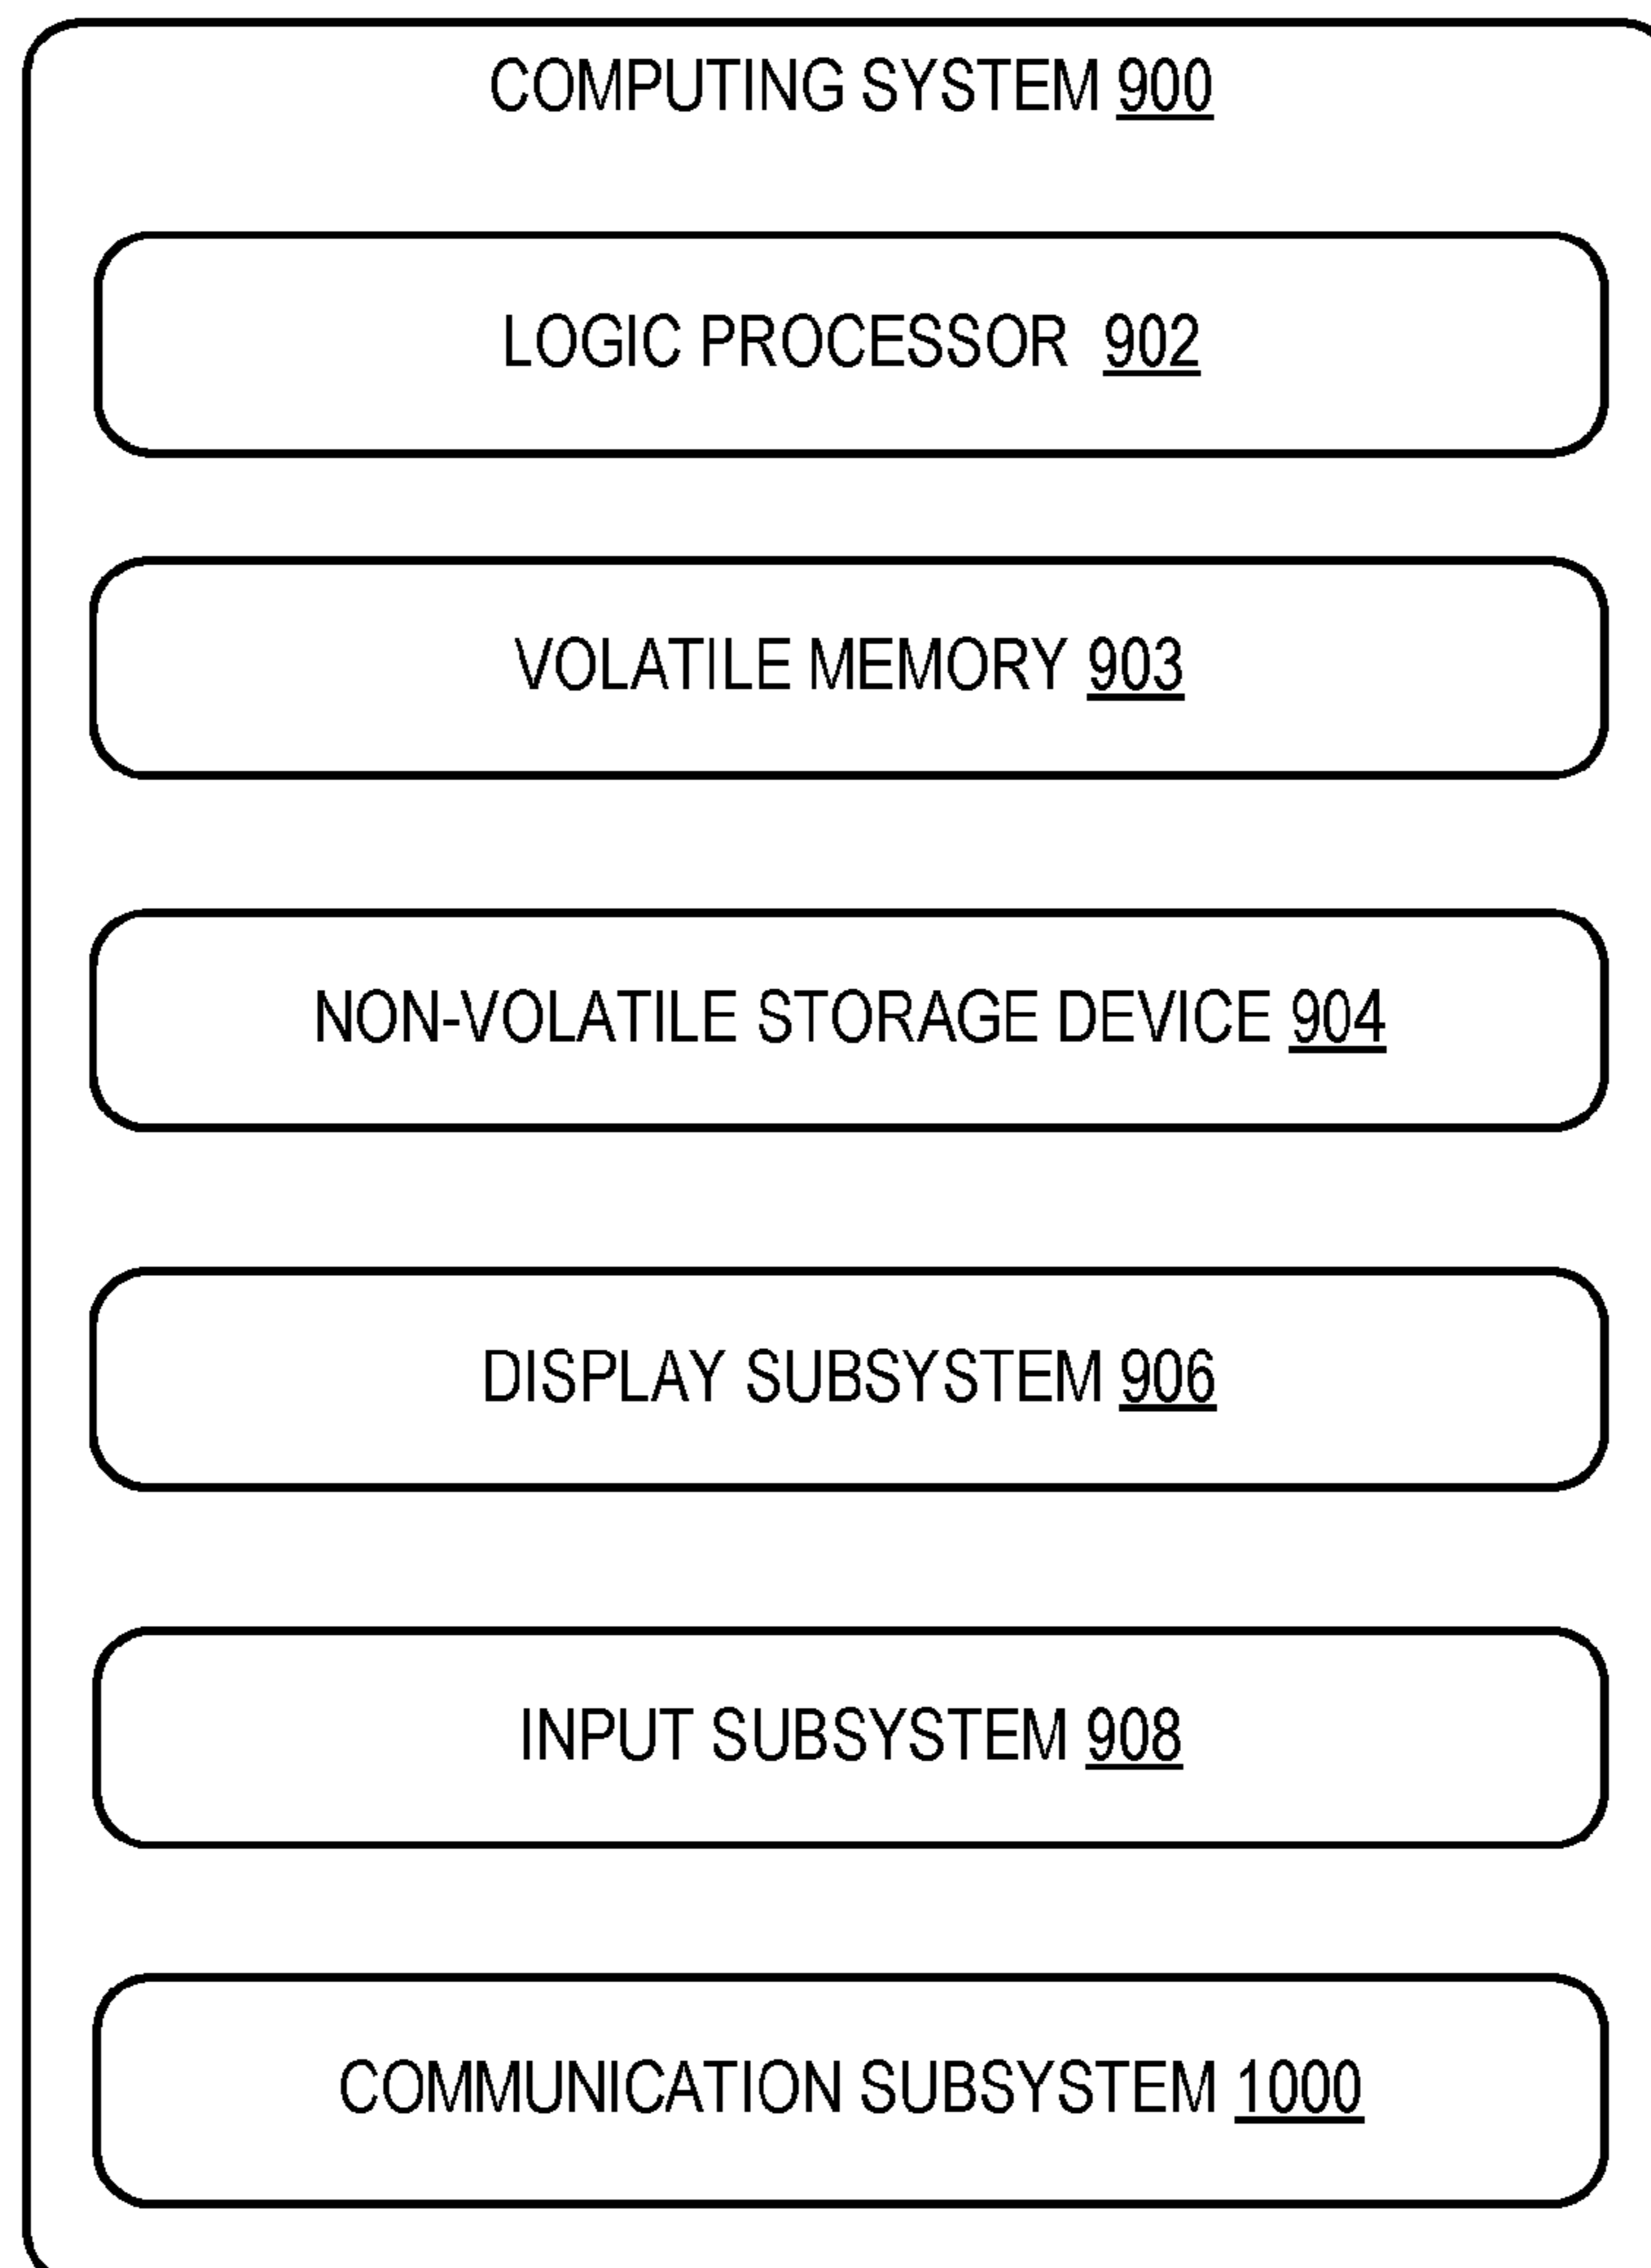 COMPUTING SYSTEM 900
LOGIC PROCESSOR 902
VOLATILE MEMORY 903
NON-VOLATILE STORAGE DEVICE 904
DISPLAY SUBSYSTEM 906
INPUT SUBSYSTEM 908
COMMUNICATION SUBSYSTEM 1000